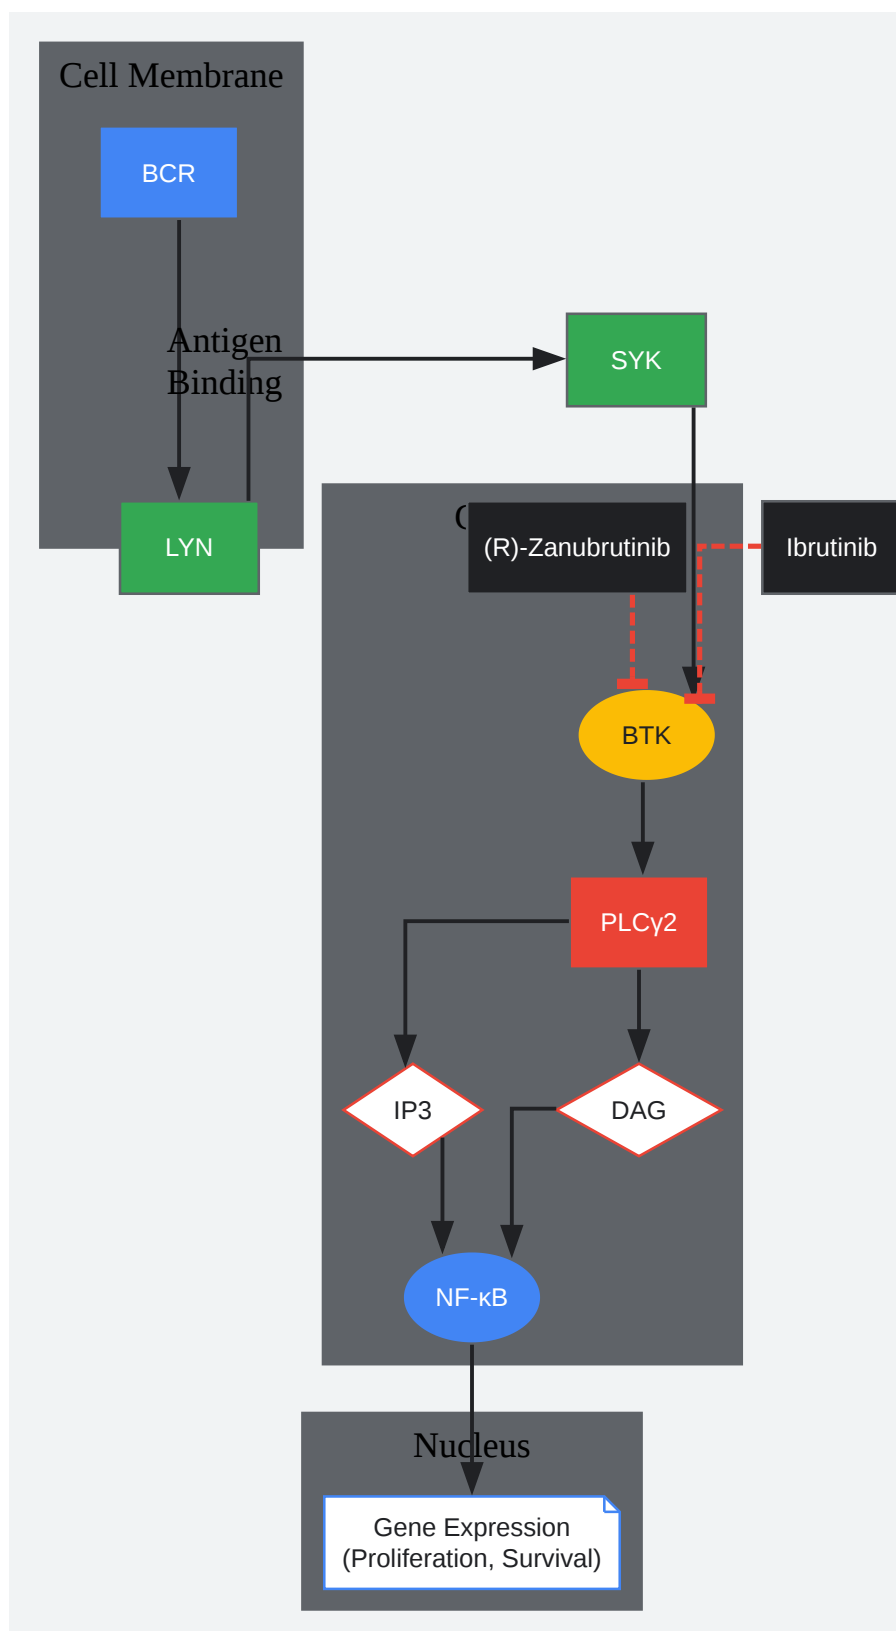 Cell Membrane
BCR
Antigen
Binding
SYK
LYN
(R)-Zanubrutinib
Ibrutinib
BTK
PLCγ2
IP3
DAG
NF-κB
Nucleus
Gene Expression
(Proliferation, Survival)